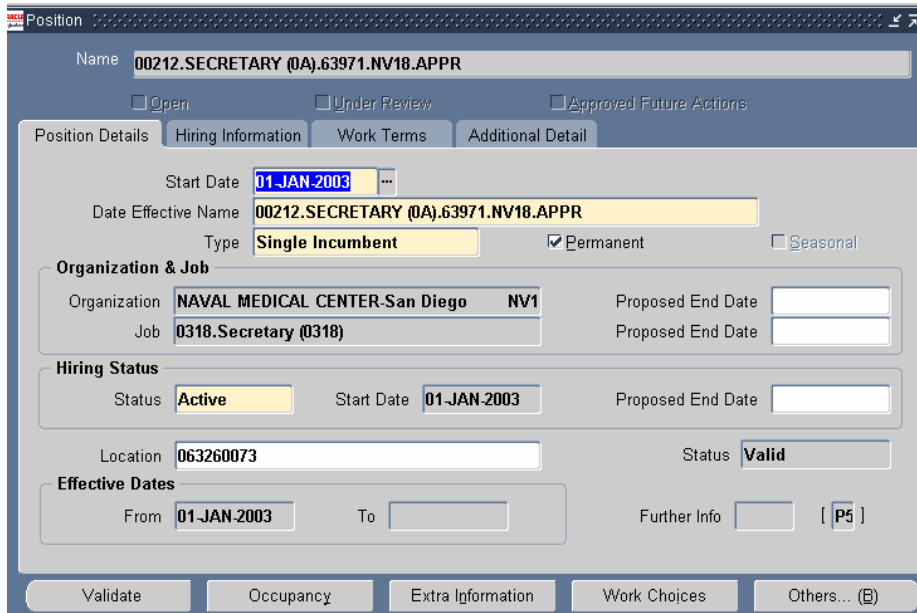 Position
Name 00212.SECRETARY (0A).63971.NV18.APPR
Open Under Review Approved Future Actions
Position Details Hiring Information Work Terms Additional Detail
Start Date 01-JAN-2003 ...
Date Effective Name 00212.SECRETARY (0A).63971.NV18.APPR
Type Single Incumbent Permanent Seasonal
Organization & Job
Organization NAVAL MEDICAL CENTER-San Diego NV1 Proposed End Date
Job 0318.Secretary (0318) Proposed End Date
Hiring Status
Status Active Start Date 01-JAN-2003 Proposed End Date
Location 063260073 Status Valid
Effective Dates
From 01-JAN-2003 To Further Info [ P5 ]
Validate Occupancy Extra Information Work Choices Others... (B)